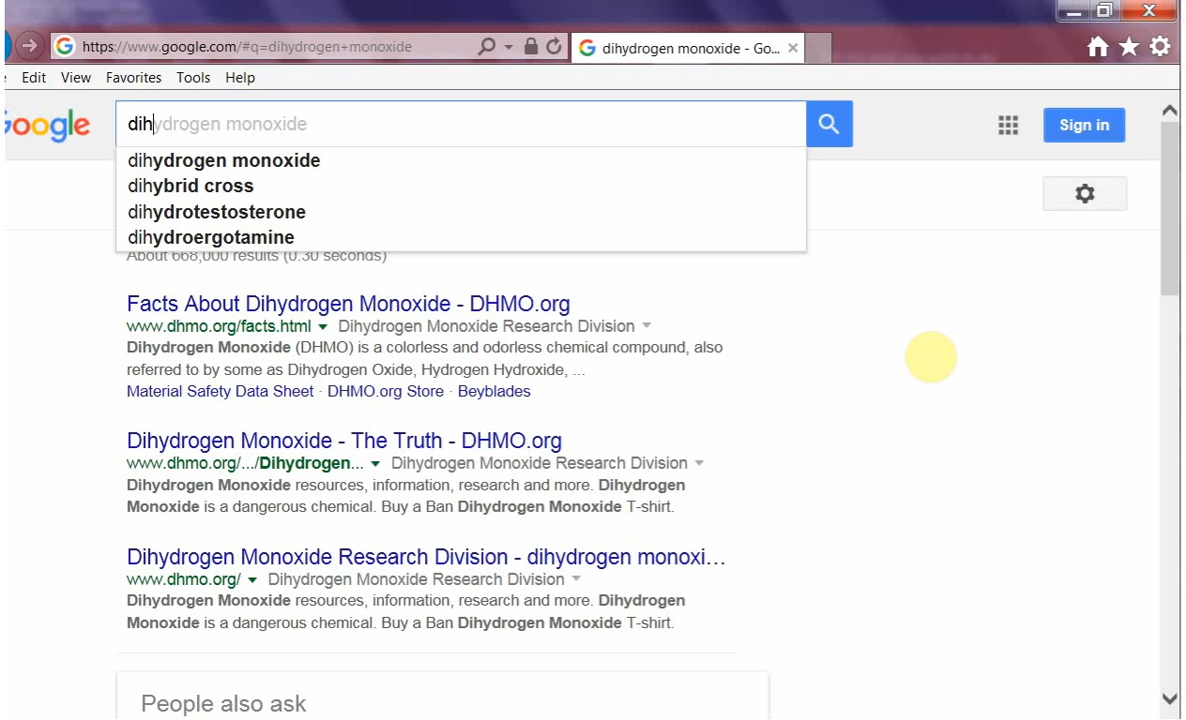 https://www.google.com/#q=dihydrogen+monoxide
dihydrogen monoxide - Go...
Edit View Favorites Tools Help
Google
dihydrogen monoxide
Sign in
dihydrogen monoxide
dihybrid cross
dihydrotestosterone
dihydroergotamine
About 668,000 results (0.30 seconds)
Facts About Dihydrogen Monoxide - DHMO.org
www.dhmo.org/facts.html Dihydrogen Monoxide Research Division
Dihydrogen Monoxide (DHMO) is a colorless and odorless chemical compound, also
referred to by some as Dihydrogen Oxide, Hydrogen Hydroxide, ...
Material Safety Data Sheet · DHMO.org Store · Beyblades
Dihydrogen Monoxide - The Truth - DHMO.org
www.dhmo.org/.../Dihydrogen... Dihydrogen Monoxide Research Division
Dihydrogen Monoxide resources, information, research and more. Dihydrogen
Monoxide is a dangerous chemical. Buy a Ban Dihydrogen Monoxide T-shirt.
Dihydrogen Monoxide Research Division - dihydrogen monoxi...
www.dhmo.org/ Dihydrogen Monoxide Research Division
Dihydrogen Monoxide resources, information, research and more. Dihydrogen
Monoxide is a dangerous chemical. Buy a Ban Dihydrogen Monoxide T-shirt.
People also ask